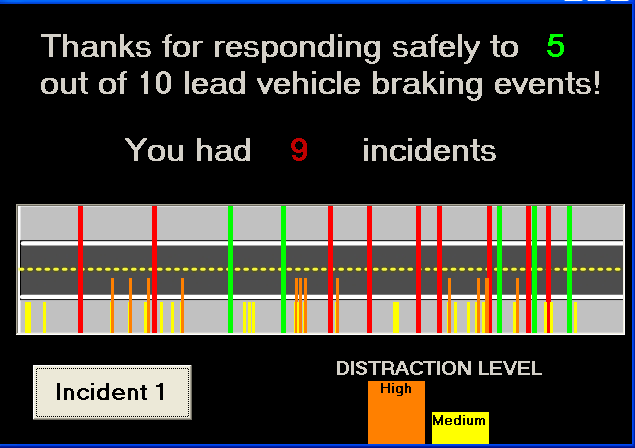 Thanks for responding safely to 5
out of 10 lead vehicle braking events!
You had 9 incidents
Incident 1
DISTRACTION LEVEL
High
Medium